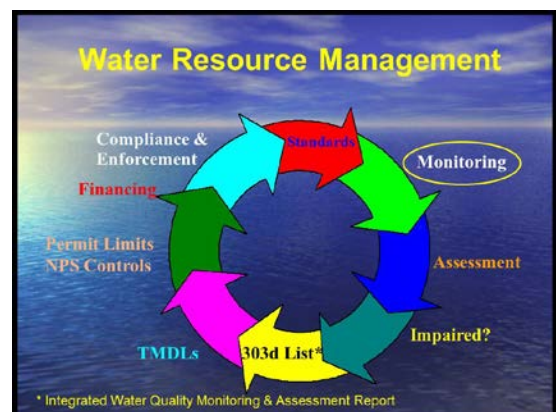 Water Resource Management
Standards
Monitoring
Assessment
Impaired?
303d List*
TMDLs
Permit Limits
NPS Controls
Financing
Compliance &
Enforcement
* Integrated Water Quality Monitoring & Assessment Report